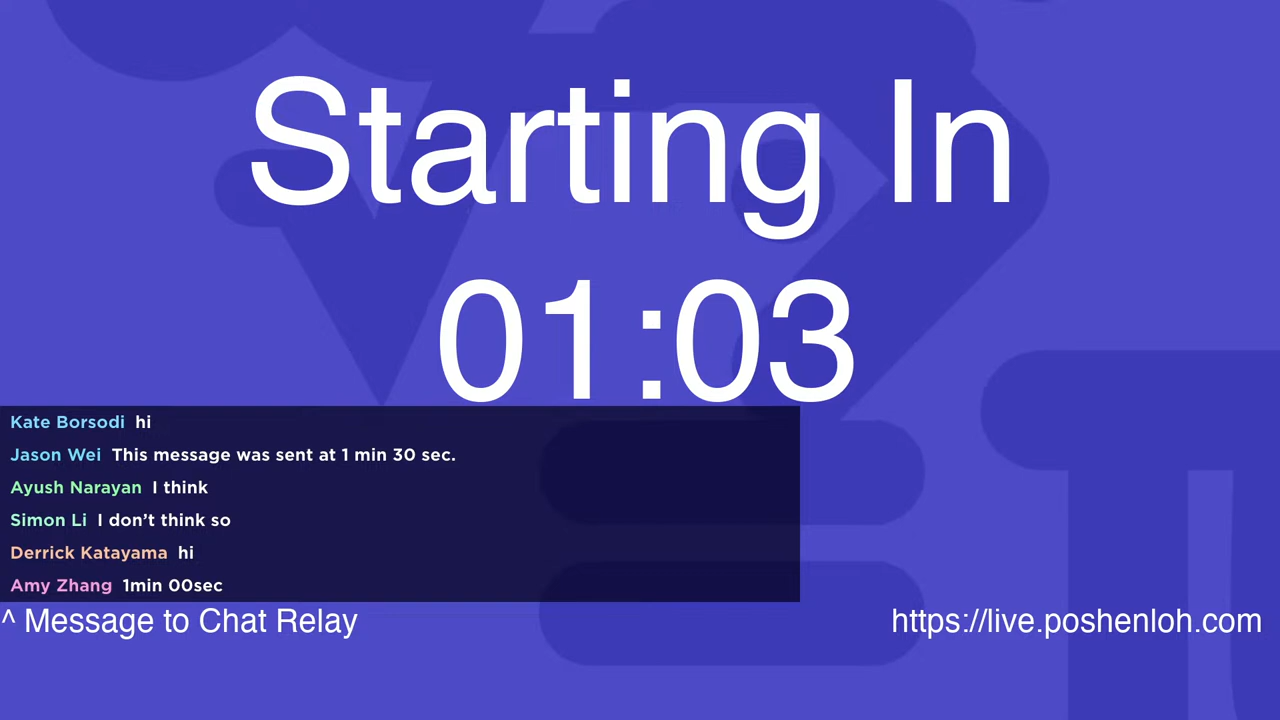 Starting In
01:03
Kate Borsodi hi
Jason Wei This message was sent at 1 min 30 sec.
Ayush Narayan I think
Simon Li I don't think so
Derrick Katayama hi
Amy Zhang 1min 00sec
^ Message to Chat Relay
https://live.poshenloh.com